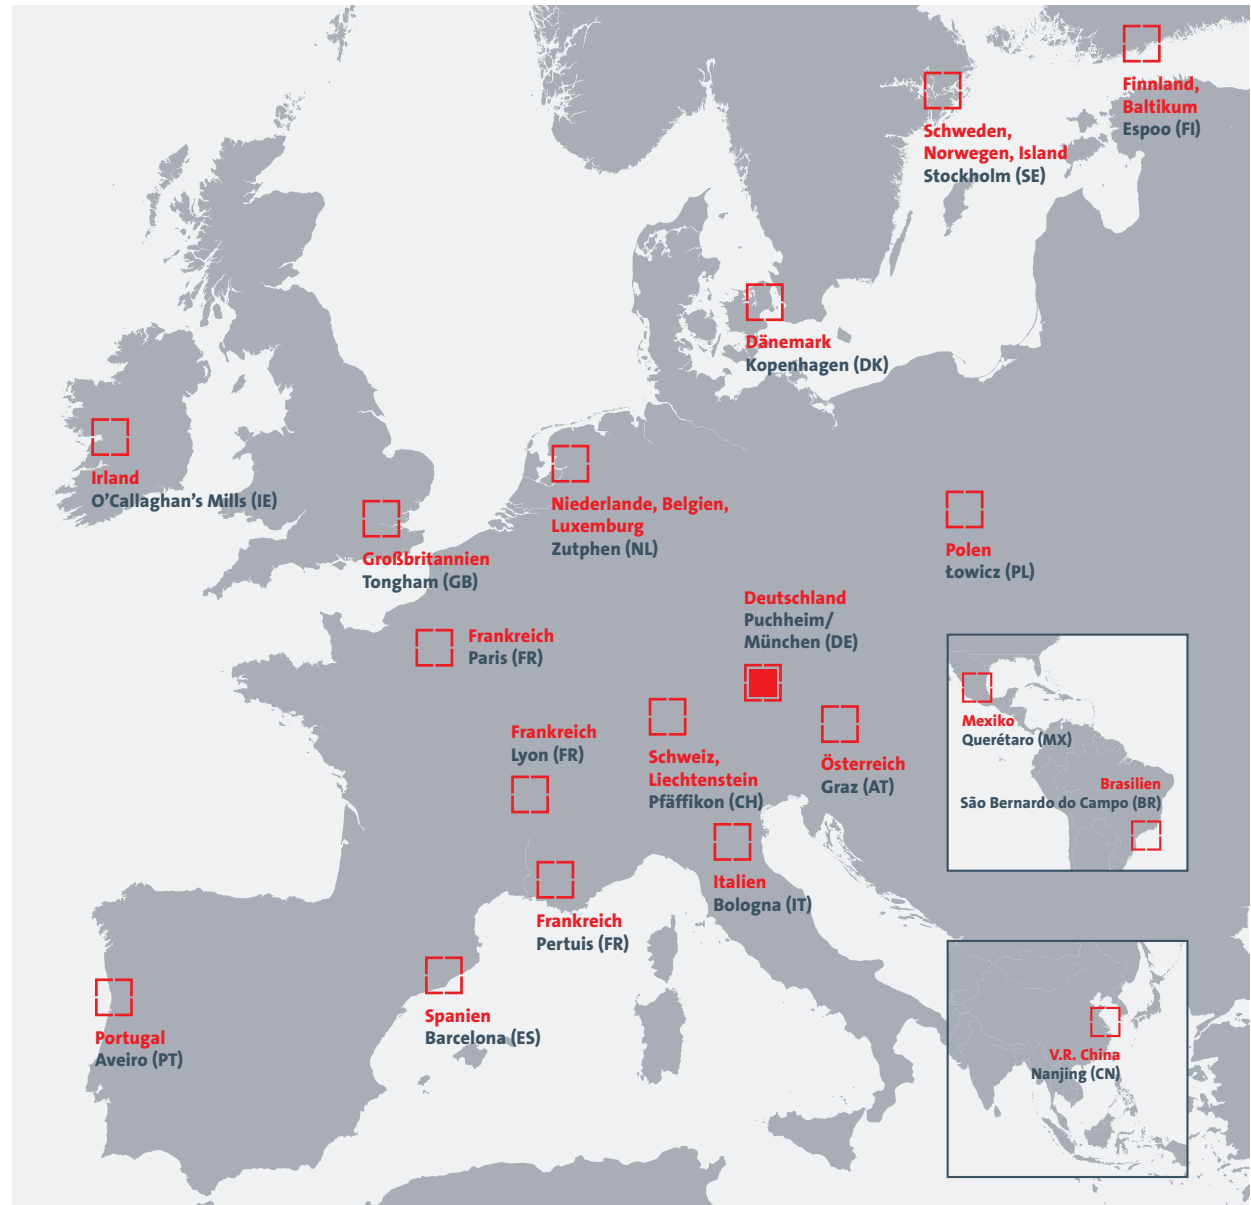 Finnland,
Baltikum
Espoo (FI)
Schweden,
Norwegen, Island
Stockholm (SE)
Dänemark
Kopenhagen (DK)
Irland
O'Callaghan's Mills (IE)
Niederlande, Belgien,
Luxemburg
Zutphen (NL)
Großbritannien
Tongham (GB)
Polen
Łowicz (PL)
Deutschland
Puchheim/
München (DE)
Frankreich
Paris (FR)
Frankreich
Lyon (FR)
Schweiz,
Liechtenstein
Pfäffikon (CH)
Österreich
Graz (AT)
Mexiko
Querétaro (MX)
Brasilien
São Bernardo do Campo (BR)
Italien
Bologna (IT)
Frankreich
Pertuis (FR)
Spanien
Barcelona (ES)
Portugal
Aveiro (PT)
V.R. China
Nanjing (CN)